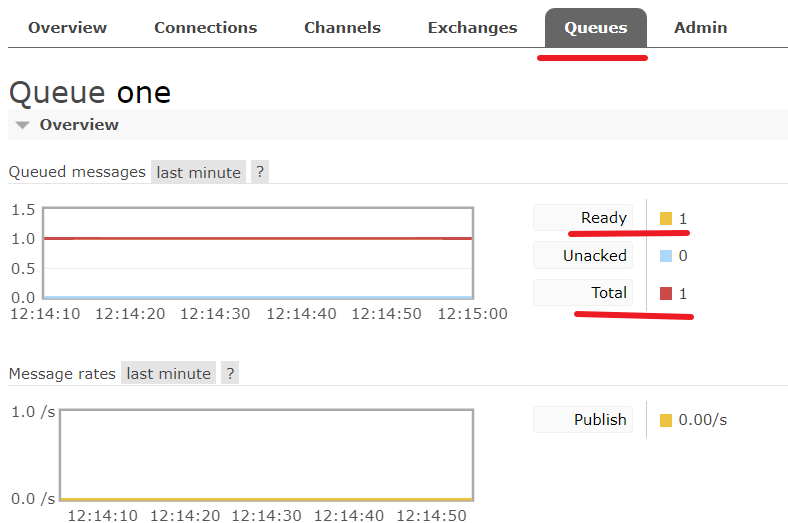 Overview Connections Channels Exchanges Queues Admin
Queue one
Overview
Queued messages last minute ?
1.5
1.0
0.5
0.0
12:14:10 12:14:20 12:14:30 12:14:40 12:14:50 12:15:00
Ready 1
Unacked 0
Total 1
Message rates last minute ?
1.0 /s
0.0 /s
12:14:10 12:14:20 12:14:30 12:14:40 12:14:50
Publish 0.00/s